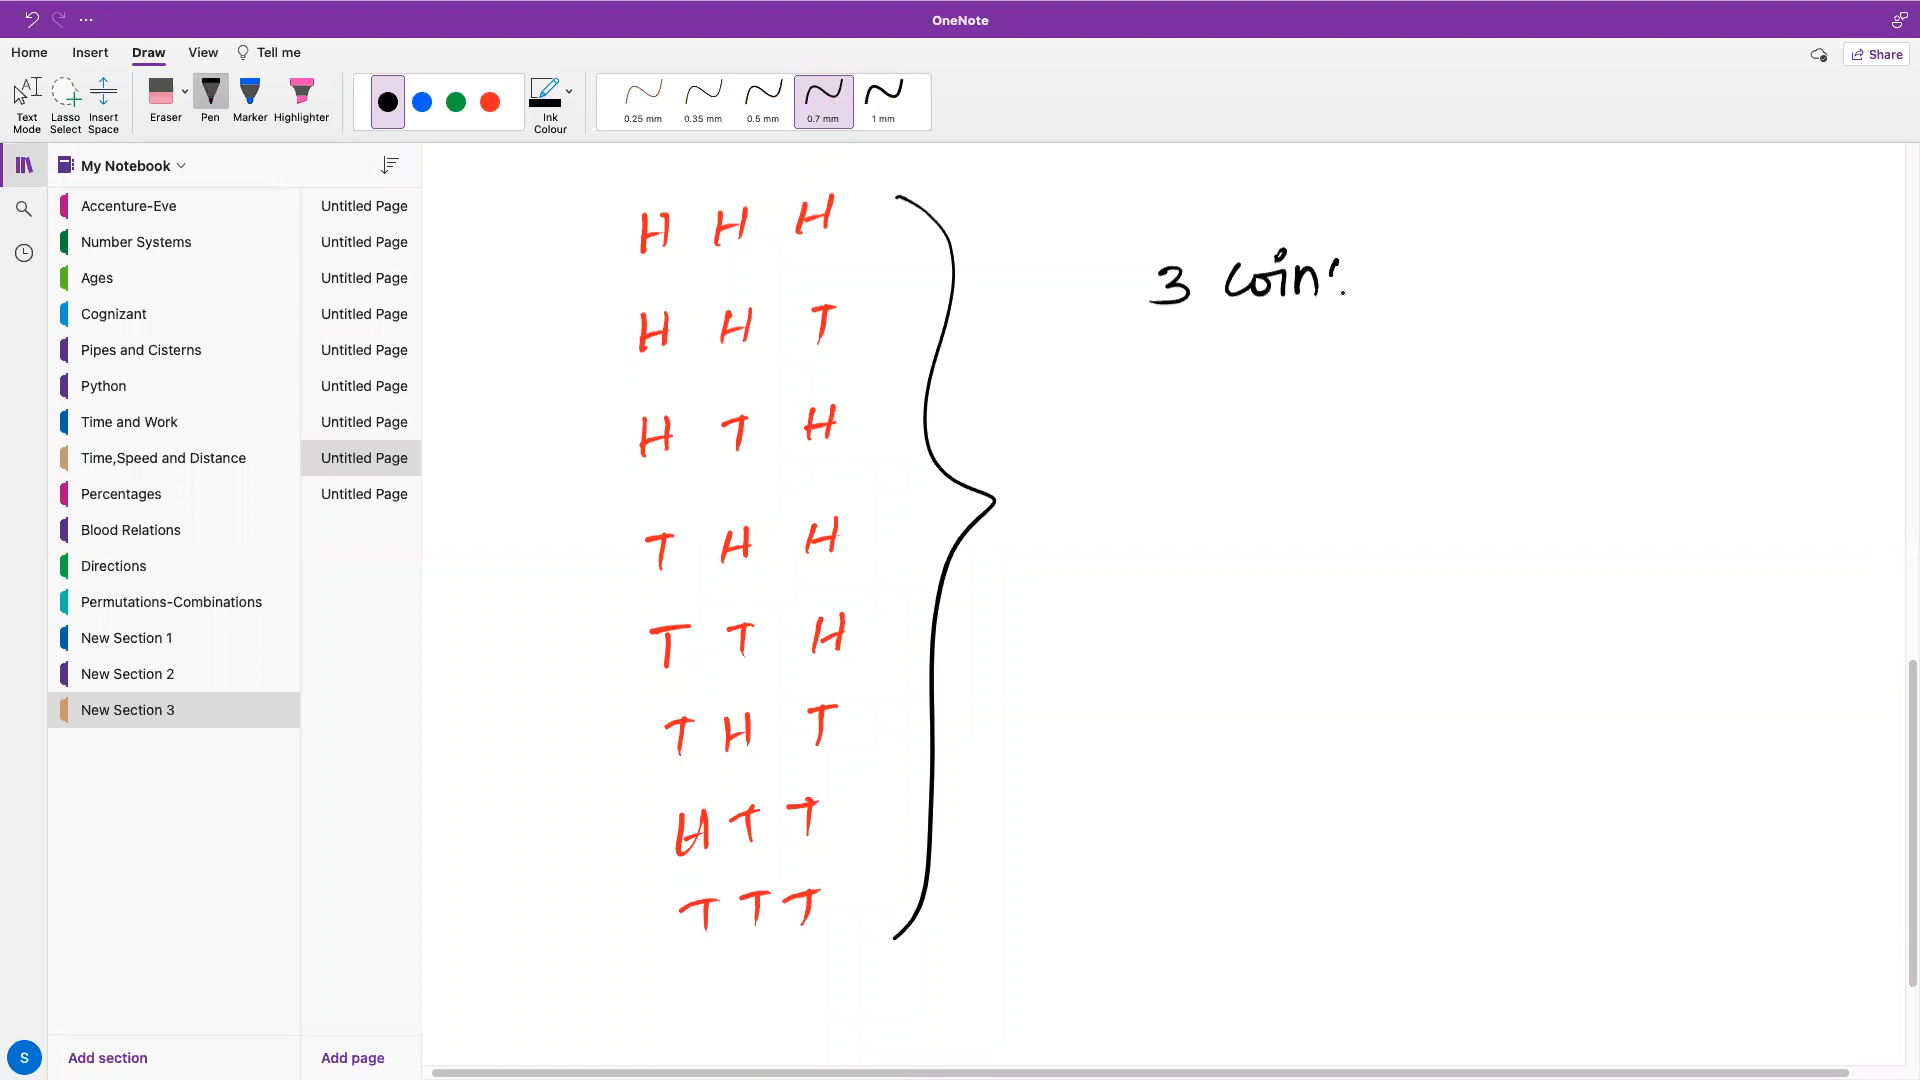 OneNote
Home Insert Draw View Tell me
Share
Text Mode
Lasso Select
Insert Space
Eraser
Pen
Marker
Highlighter
Ink Colour
0.25 mm
0.35 mm
0.5 mm
0.7 mm
1 mm
My Notebook
Accenture-Eve
Number Systems
Ages
Cognizant
Pipes and Cisterns
Python
Time and Work
Time,Speed and Distance
Percentages
Blood Relations
Directions
Permutations-Combinations
New Section 1
New Section 2
New Section 3
Untitled Page
Untitled Page
Untitled Page
Untitled Page
Untitled Page
Untitled Page
Untitled Page
Untitled Page
Untitled Page
S
Add section
Add page
H H H
H H T
H T H
T H H
T T H
T H T
H T T
T T T
3 coin